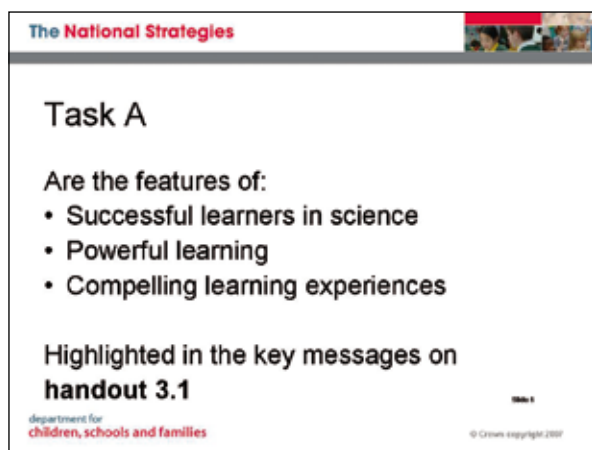 The National Strategies
Task A
Are the features of:
• Successful learners in science
• Powerful learning
• Compelling learning experiences
Highlighted in the key messages on
handout 3.1
department for
children, schools and families
© Crown copyright 2007